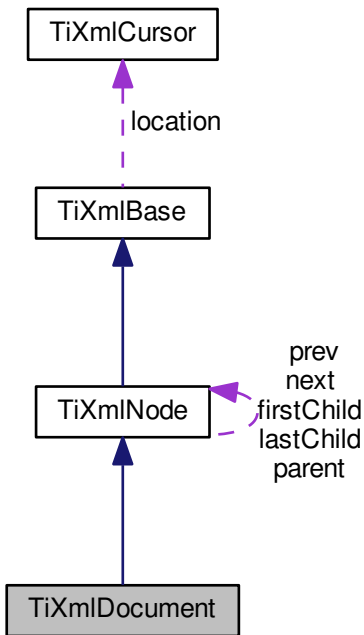 TiXmlCursor
location
TiXmlBase
prev
next
TiXmlNode
firstChild
lastChild
parent
TiXmlDocument